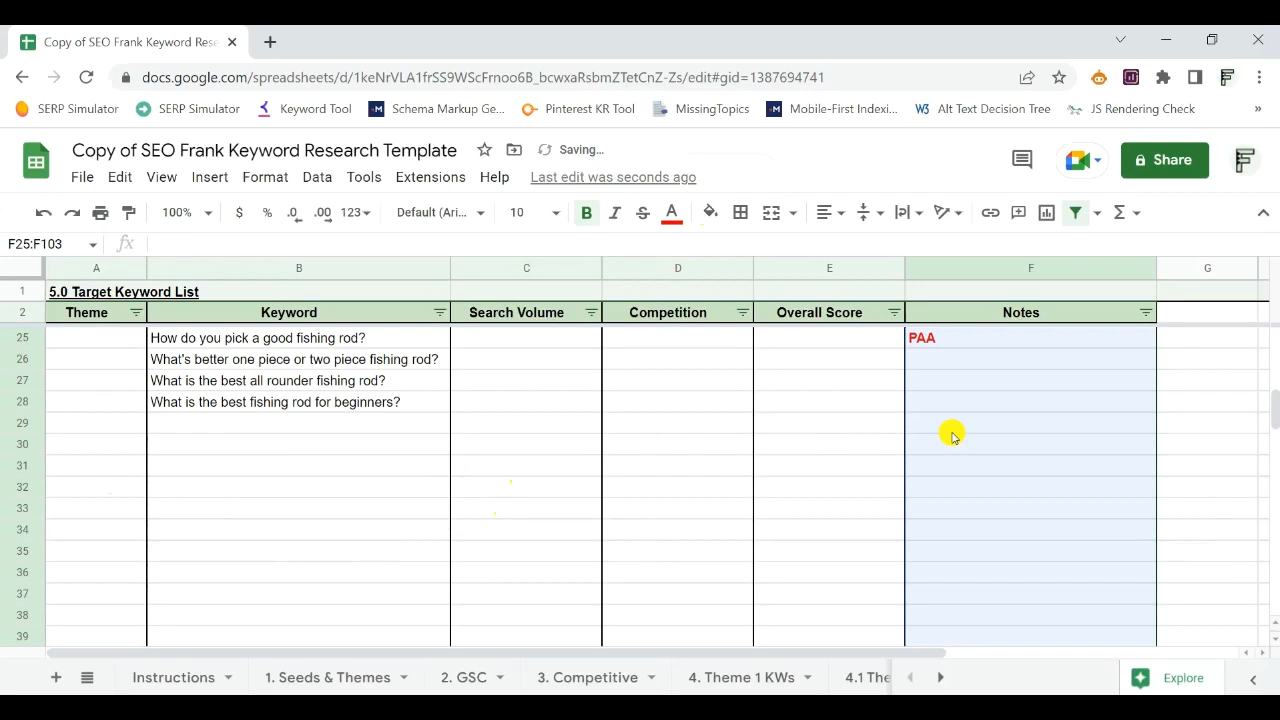 Copy of SEO Frank Keyword Rese
docs.google.com/spreadsheets/d/1keNrVLA1frSS9WScFrnoo6B_bcwxaRsbmZTetCnZ-Zs/edit#gid=1387694741
SERP Simulator SERP Simulator Keyword Tool Schema Markup Ge... Pinterest KR Tool MissingTopics Mobile-First Indexi... Alt Text Decision Tree JS Rendering Check »
Copy of SEO Frank Keyword Research Template Saving... Share
File Edit View Insert Format Data Tools Extensions Help Last edit was seconds ago
100% $ % .0 .00 123 Default (Ari... 10 B I S A Σ
F25:F103 fx
A B C D E F G
1 5.0 Target Keyword List
2 Theme Keyword Search Volume Competition Overall Score Notes
25 How do you pick a good fishing rod? PAA
26 What's better one piece or two piece fishing rod?
27 What is the best all rounder fishing rod?
28 What is the best fishing rod for beginners?
29
30
31
32
33
34
35
36
37
38
39
Instructions 1. Seeds & Themes 2. GSC 3. Competitive 4. Theme 1 KWs 4.1 The Explore